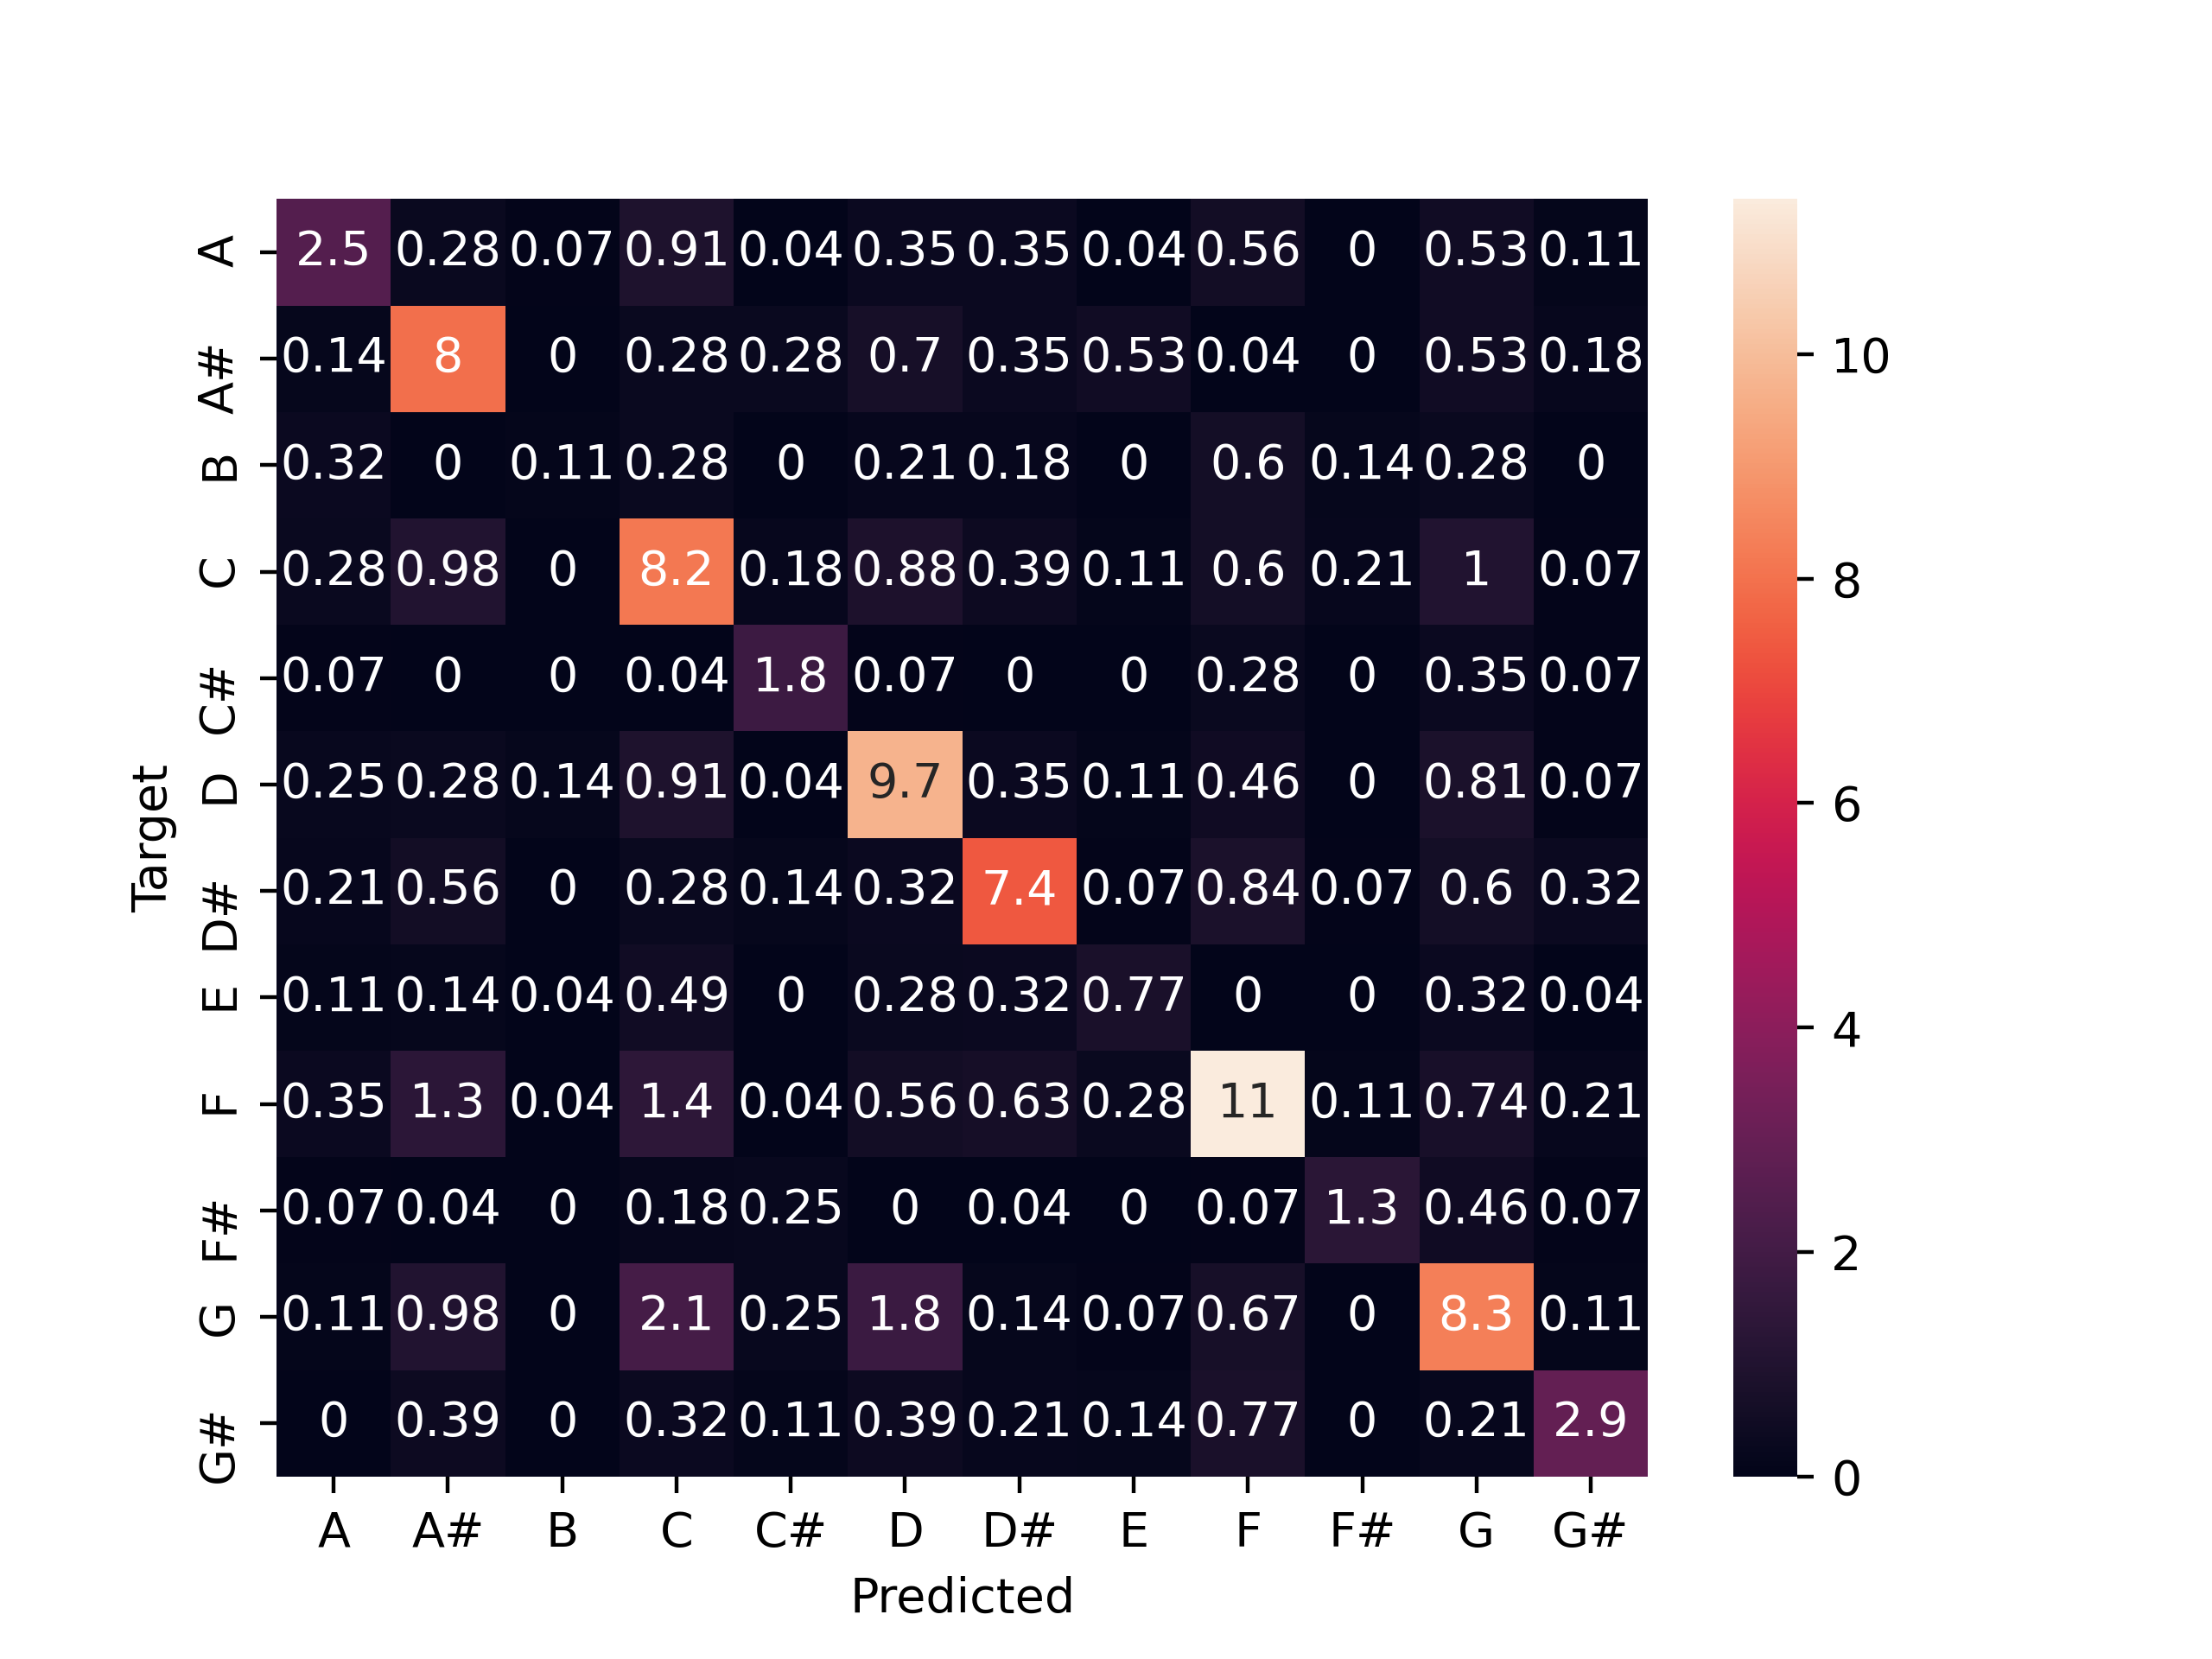 A 2.5 0.28 0.07 0.91 0.04 0.35 0.35 0.04 0.56 0 0.53 0.11
A# 0.14 8 0 0.28 0.28 0.7 0.35 0.53 0.04 0 0.53 0.18
B 0.32 0 0.11 0.28 0 0.21 0.18 0 0.6 0.14 0.28 0
C 0.28 0.98 0 8.2 0.18 0.88 0.39 0.11 0.6 0.21 1 0.07
C# 0.07 0 0 0.04 1.8 0.07 0 0 0.28 0 0.35 0.07
D 0.25 0.28 0.14 0.91 0.04 9.7 0.35 0.11 0.46 0 0.81 0.07
D# 0.21 0.56 0 0.28 0.14 0.32 7.4 0.07 0.84 0.07 0.6 0.32
E 0.11 0.14 0.04 0.49 0 0.28 0.32 0.77 0 0 0.32 0.04
F 0.35 1.3 0.04 1.4 0.04 0.56 0.63 0.28 11 0.11 0.74 0.21
F# 0.07 0.04 0 0.18 0.25 0 0.04 0 0.07 1.3 0.46 0.07
G 0.11 0.98 0 2.1 0.25 1.8 0.14 0.07 0.67 0 8.3 0.11
G# 0 0.39 0 0.32 0.11 0.39 0.21 0.14 0.77 0 0.21 2.9
A A# B C C# D D# E F F# G G#
Predicted
Target
10
8
6
4
2
0